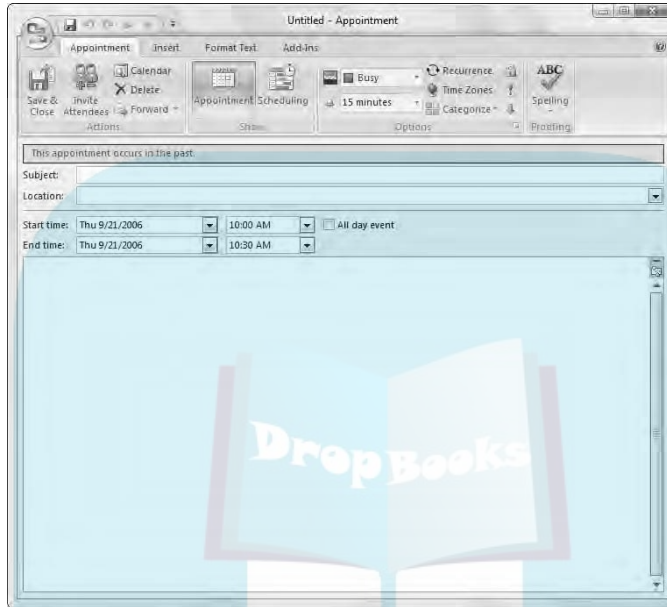 Untitled - Appointment
Appointment Insert Format Text Add-Ins
Save & Close
Invite Attendees
Calendar
Delete
Forward
Actions
Appointment Scheduling
Show
Busy
15 minutes
Recurrence
Time Zones
Categorize
Options
ABC
Spelling
Proofing
This appointment occurs in the past.
Subject:
Location:
Start time: Thu 9/21/2006 10:00 AM All day event
End time: Thu 9/21/2006 10:30 AM
Drop Books